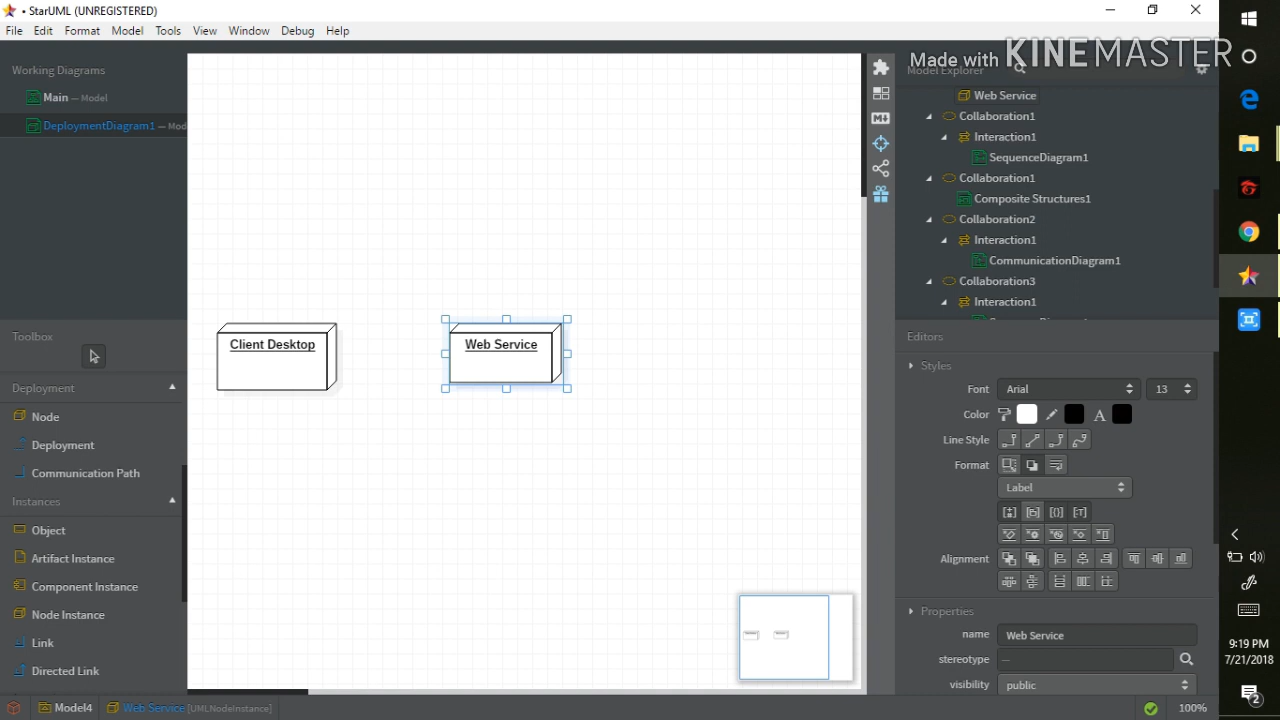 • StarUML (UNREGISTERED)
File Edit Format Model Tools View Window Debug Help
Made with KINEMASTER
Working Diagrams
Main — Model
DeploymentDiagram1 — Mod
Toolbox
Deployment
Node
Deployment
Communication Path
Instances
Object
Artifact Instance
Component Instance
Node Instance
Link
Directed Link
Client Desktop
Web Service
Model Explorer
Web Service
Collaboration1
Interaction1
SequenceDiagram1
Collaboration1
Composite Structures1
Collaboration2
Interaction1
CommunicationDiagram1
Collaboration3
Interaction1
Editors
Styles
Font Arial 13
Color A
Line Style
Format
Label
Alignment
Properties
name Web Service
stereotype —
visibility public
Model4 Web Service [UMLNodeInstance]
100%
9:19 PM
7/21/2018
2